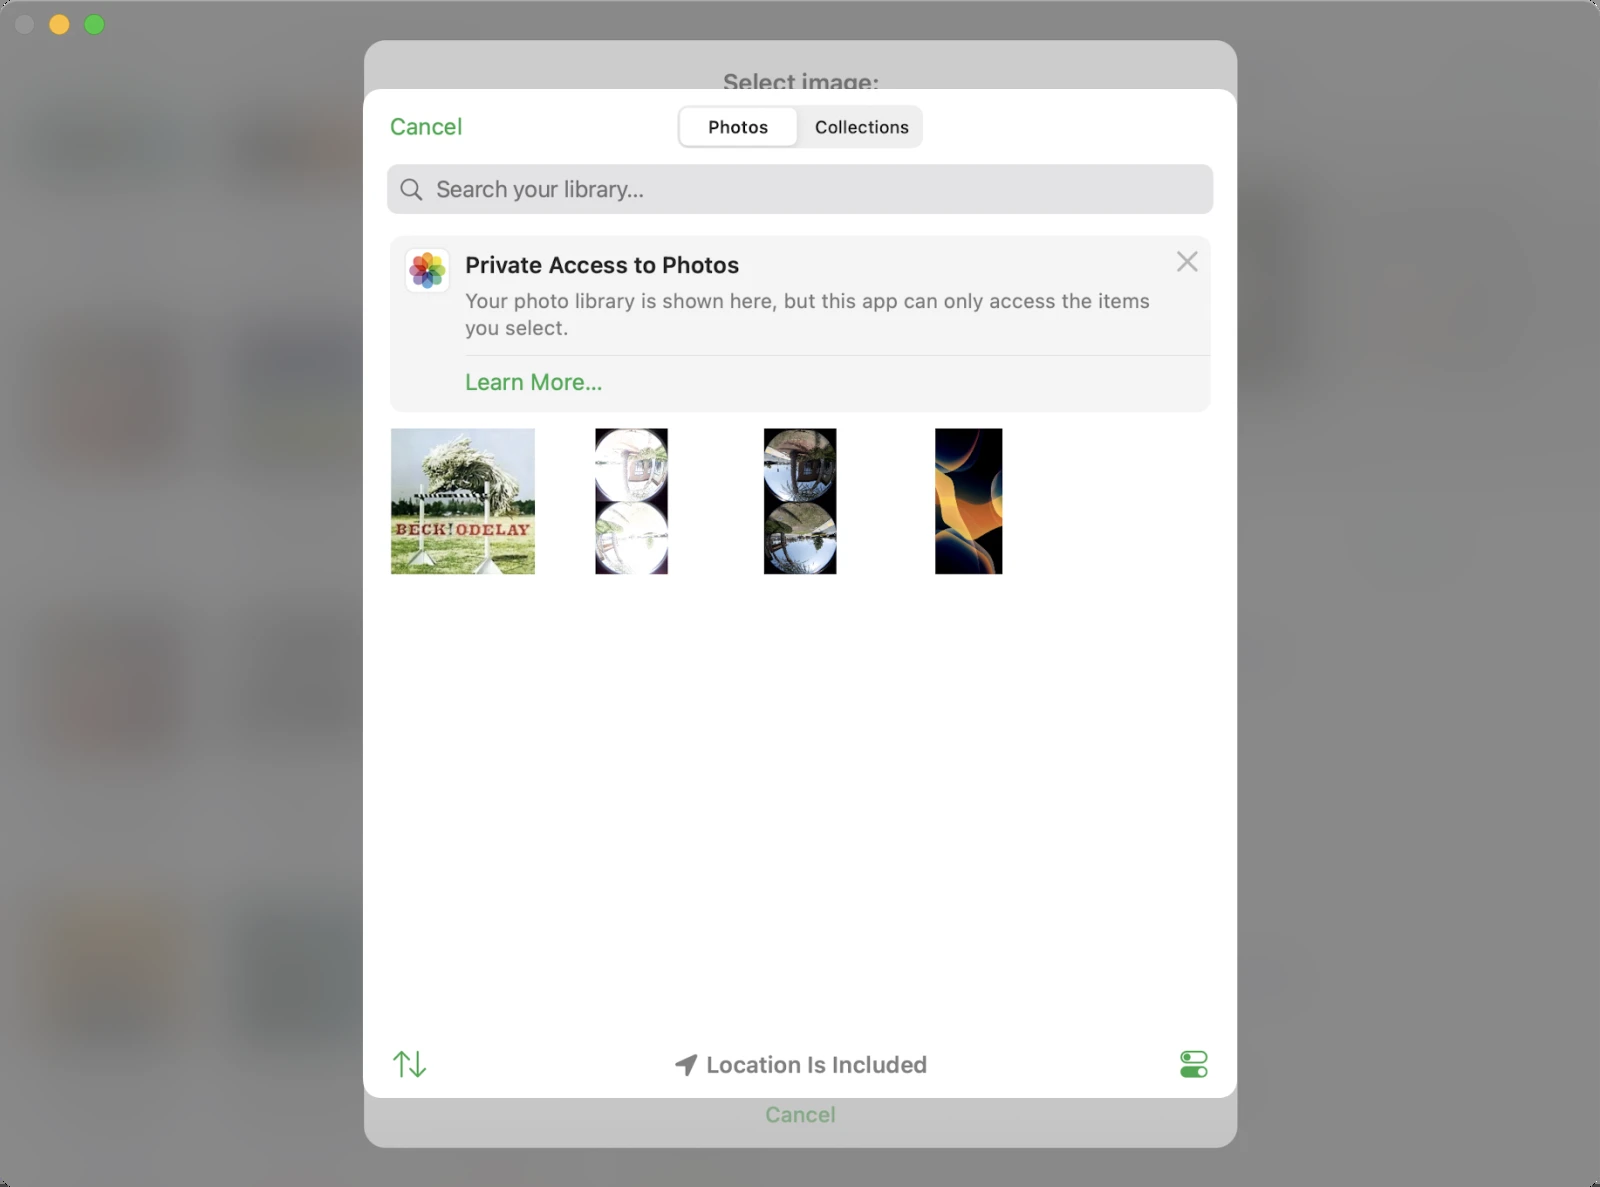 Select image:
Cancel
Photos
Collections
Search your library...
Private Access to Photos
Your photo library is shown here, but this app can only access the items
you select.
Learn More...
BECK! ODELAY
Location Is Included
Cancel